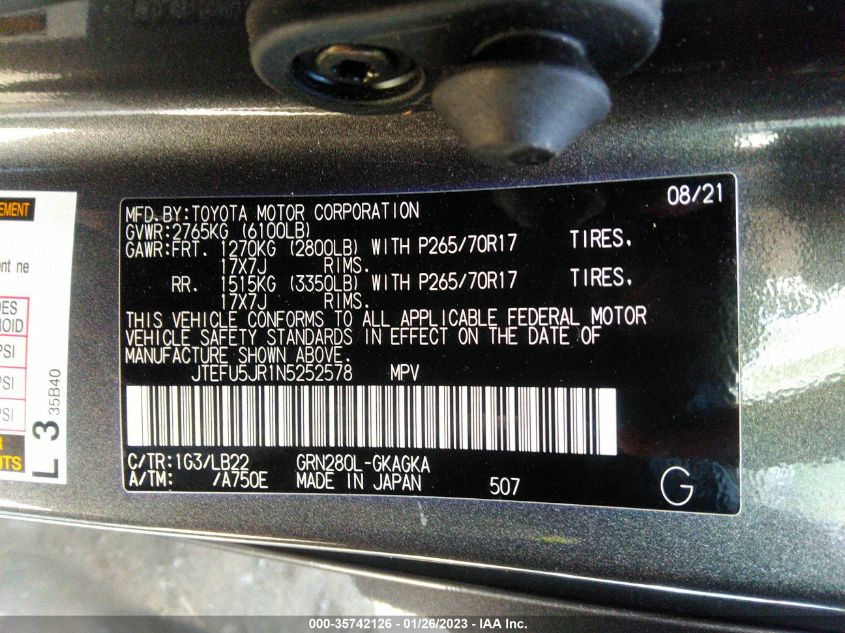 08/21
MFD.BY:TOYOTA MOTOR CORPORATION
GVWR:2765KG (6100LB)
GAWR:FRT. 1270KG (2800LB) WITH P265/70R17 TIRES.
17X7J RIMS.
RR. 1515KG (3350LB) WITH P265/70R17 TIRES.
17X7J RIMS.
THIS VEHICLE CONFORMS TO ALL APPLICABLE FEDERAL MOTOR
VEHICLE SAFETY STANDARDS IN EFFECT ON THE DATE OF
MANUFACTURE SHOWN ABOVE.
JTEFU5JR1N5252578 MPV
C/TR:1G3/LB22 GRN280L-GKAGKA
A/TM: /A750E MADE IN JAPAN 507
G
L 3 35B40
PSI
PSI
000-35742126 - 01/26/2023 - IAA Inc.